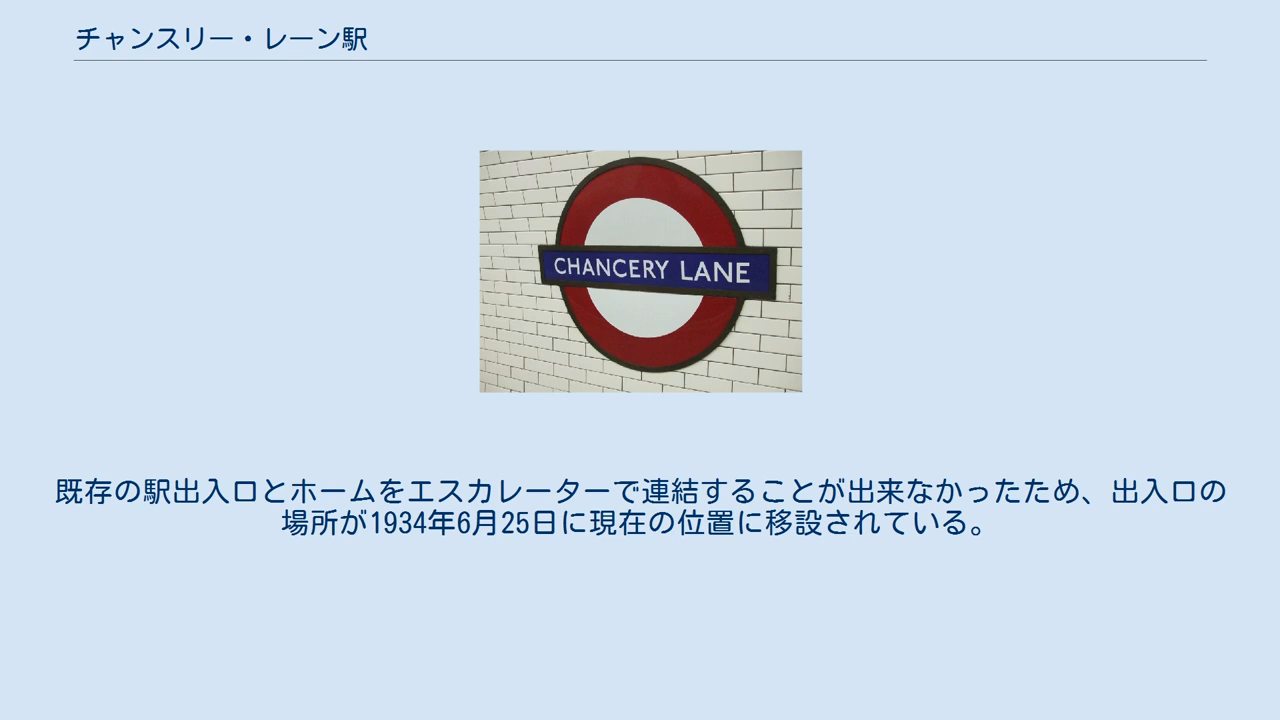 チャンスリー・レーン駅
CHANCERY LANE
既存の駅出入口とホームをエスカレーターで連結することが出来なかったため、出入口の
場所が1934年6月25日に現在の位置に移設されている。